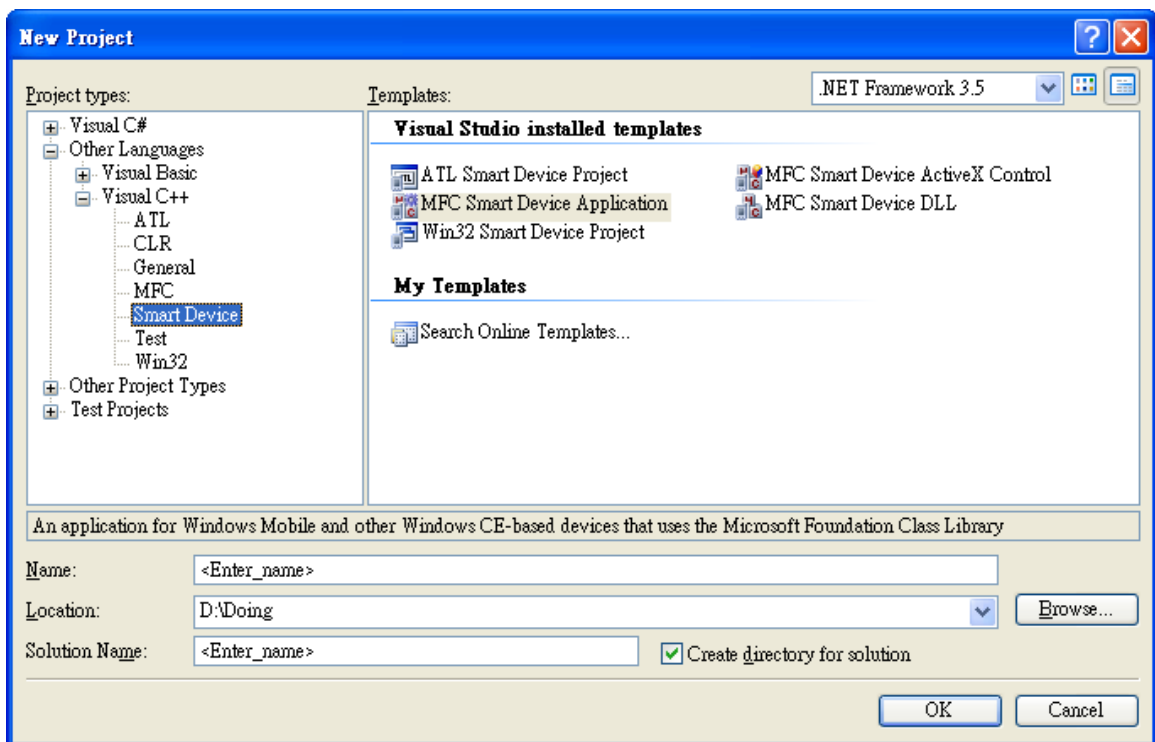 New Project
Project types:
Templates:
.NET Framework 3.5
Visual C#
Other Languages
Visual Basic
Visual C++
ATL
CLR
General
MFC
Smart Device
Test
Win32
Other Project Types
Test Projects
Visual Studio installed templates
ATL Smart Device Project
MFC Smart Device ActiveX Control
MFC Smart Device Application
MFC Smart Device DLL
Win32 Smart Device Project
My Templates
Search Online Templates...
An application for Windows Mobile and other Windows CE-based devices that uses the Microsoft Foundation Class Library
Name:
<Enter_name>
Location:
D:\Doing
Browse...
Solution Name:
<Enter_name>
Create directory for solution
OK
Cancel